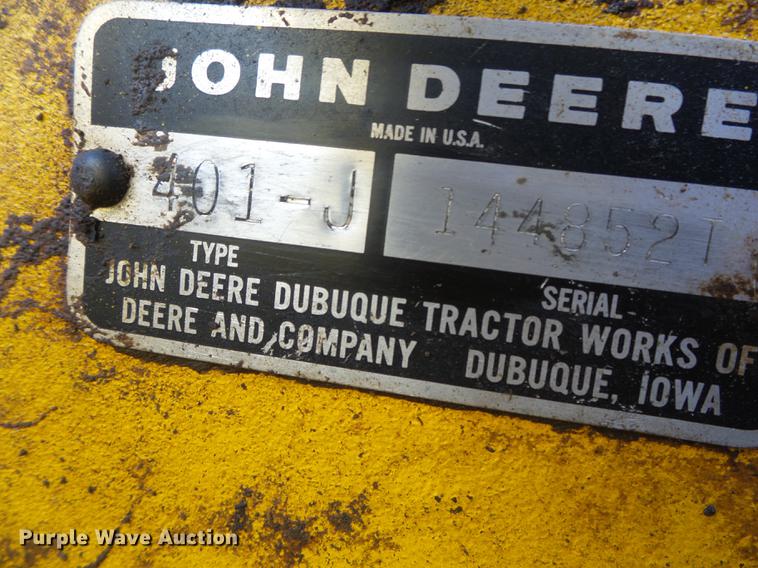 JOHN DEERE
MADE IN U.S.A.
401-J 144852T
TYPE SERIAL
JOHN DEERE DUBUQUE TRACTOR WORKS OF
DEERE AND COMPANY DUBUQUE, IOWA
Purple Wave Auction